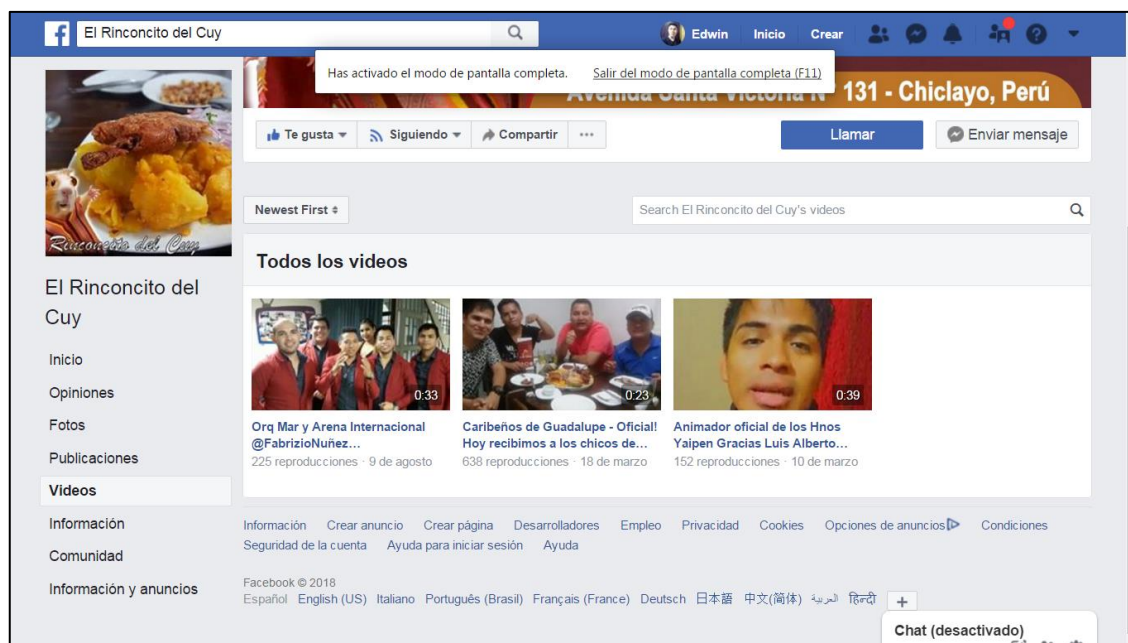 El Rinconcito del Cuy
Edwin Inicio Crear
Has activado el modo de pantalla completa. Salir del modo de pantalla completa (F11)
Avenida Santa Victoria N° 131 - Chiclayo, Perú
Te gusta Siguiendo Compartir ... Llamar Enviar mensaje
Newest First Search El Rinconcito del Cuy's videos
Rinconcito del Cuy
Todos los videos
El Rinconcito del
Cuy
Inicio
Opiniones
Fotos
Publicaciones
Videos
Información
Comunidad
Información y anuncios
0:33
0:23
0:39
Orq Mar y Arena Internacional
@FabrizioNuñez...
225 reproducciones · 9 de agosto
Caribeños de Guadalupe - Oficial!
Hoy recibimos a los chicos de...
638 reproducciones · 18 de marzo
Animador oficial de los Hnos
Yaipen Gracias Luis Alberto...
152 reproducciones · 10 de marzo
Información Crear anuncio Crear página Desarrolladores Empleo Privacidad Cookies Opciones de anuncios Condiciones
Seguridad de la cuenta Ayuda para iniciar sesión Ayuda
Facebook © 2018
Español English (US) Italiano Português (Brasil) Français (France) Deutsch 日本語 中文(简体) العربية हिन्दी +
Chat (desactivado)